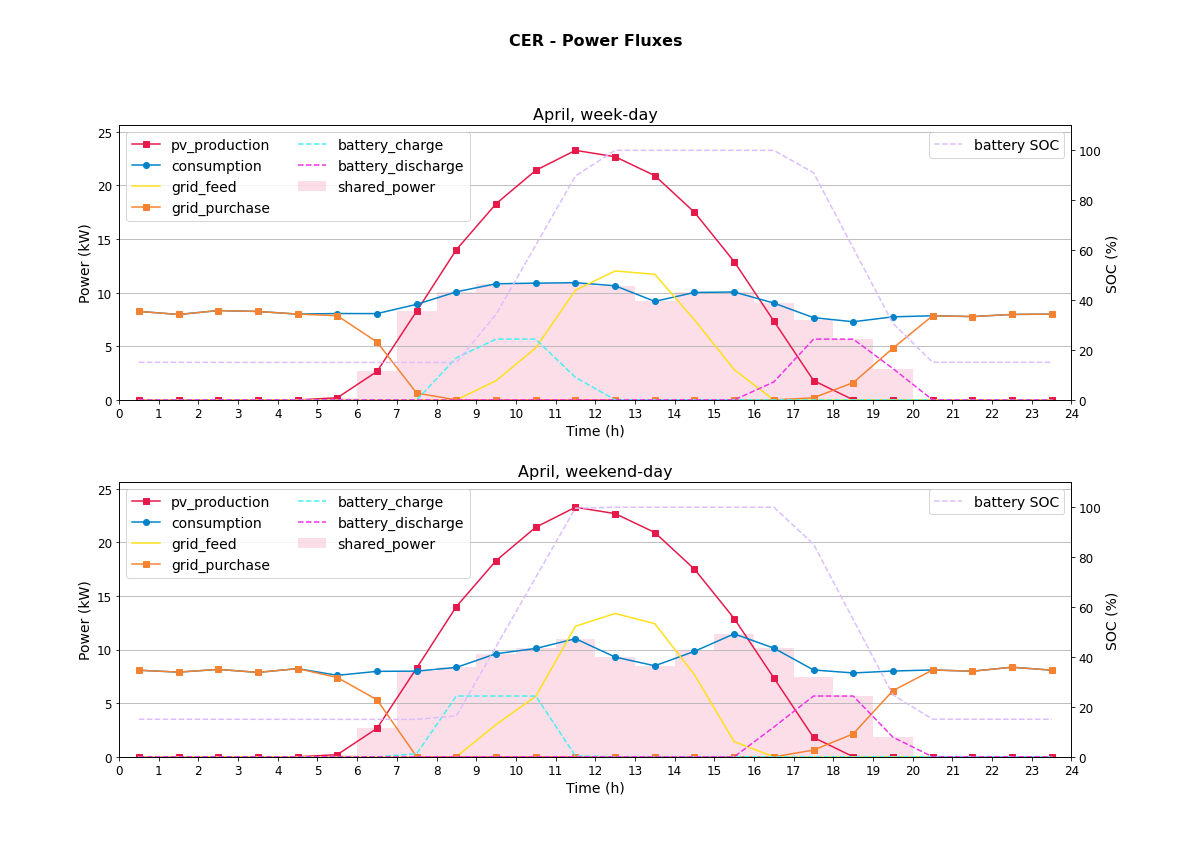 CER - Power Fluxes
April, week-day
pv_production
consumption
grid_feed
grid_purchase
battery_charge
battery_discharge
shared_power
battery SOC
Power (kW)
25
20
15
10
5
0
SOC (%)
100
80
60
40
20
0
0 1 2 3 4 5 6 7 8 9 10 11 12 13 14 15 16 17 18 19 20 21 22 23 24
Time (h)
April, weekend-day
pv_production
consumption
grid_feed
grid_purchase
battery_charge
battery_discharge
shared_power
battery SOC
Power (kW)
25
20
15
10
5
0
SOC (%)
100
80
60
40
20
0
0 1 2 3 4 5 6 7 8 9 10 11 12 13 14 15 16 17 18 19 20 21 22 23 24
Time (h)